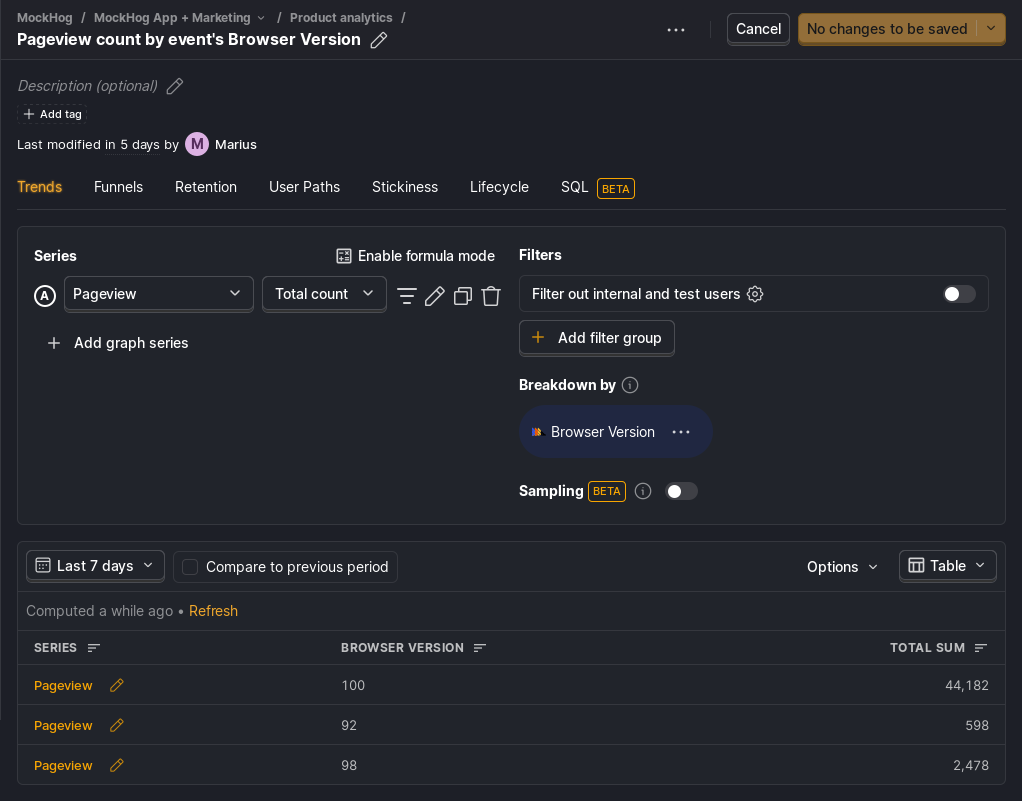 MockHog / MockHog App + Marketing / Product analytics /
Pageview count by event's Browser Version
Cancel
No changes to be saved
Description (optional)
Add tag
Last modified in 5 days by M Marius
Trends Funnels Retention User Paths Stickiness Lifecycle SQL BETA
Series
Enable formula mode
A Pageview Total count
Add graph series
Filters
Filter out internal and test users
Add filter group
Breakdown by
Browser Version
Sampling BETA
Last 7 days Compare to previous period Options Table
Computed a while ago • Refresh
SERIES BROWSER VERSION TOTAL SUM
Pageview 100 44,182
Pageview 92 598
Pageview 98 2,478